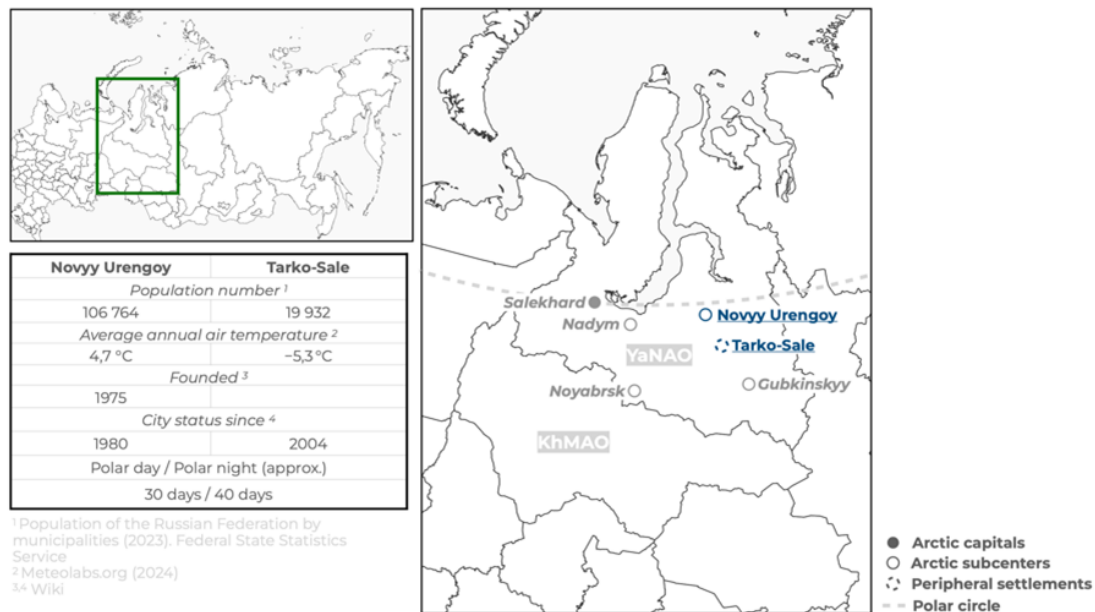 Novyy Urengoy Tarko-Sale
Population number ¹
106 764 19 932
Average annual air temperature ²
4,7 °C −5,3 °C
Founded ³
1975
City status since ⁴
1980 2004
Polar day / Polar night (approx.)
30 days / 40 days
¹ Population of the Russian Federation by
municipalities (2023). Federal State Statistics
Service
² Meteolabs.org (2024)
³,⁴ Wiki
Salekhard
Novyy Urengoy
Nadym
Tarko-Sale
YaNAO
Gubkinskyy
Noyabrsk
KhMAO
Arctic capitals
Arctic subcenters
Peripheral settlements
Polar circle